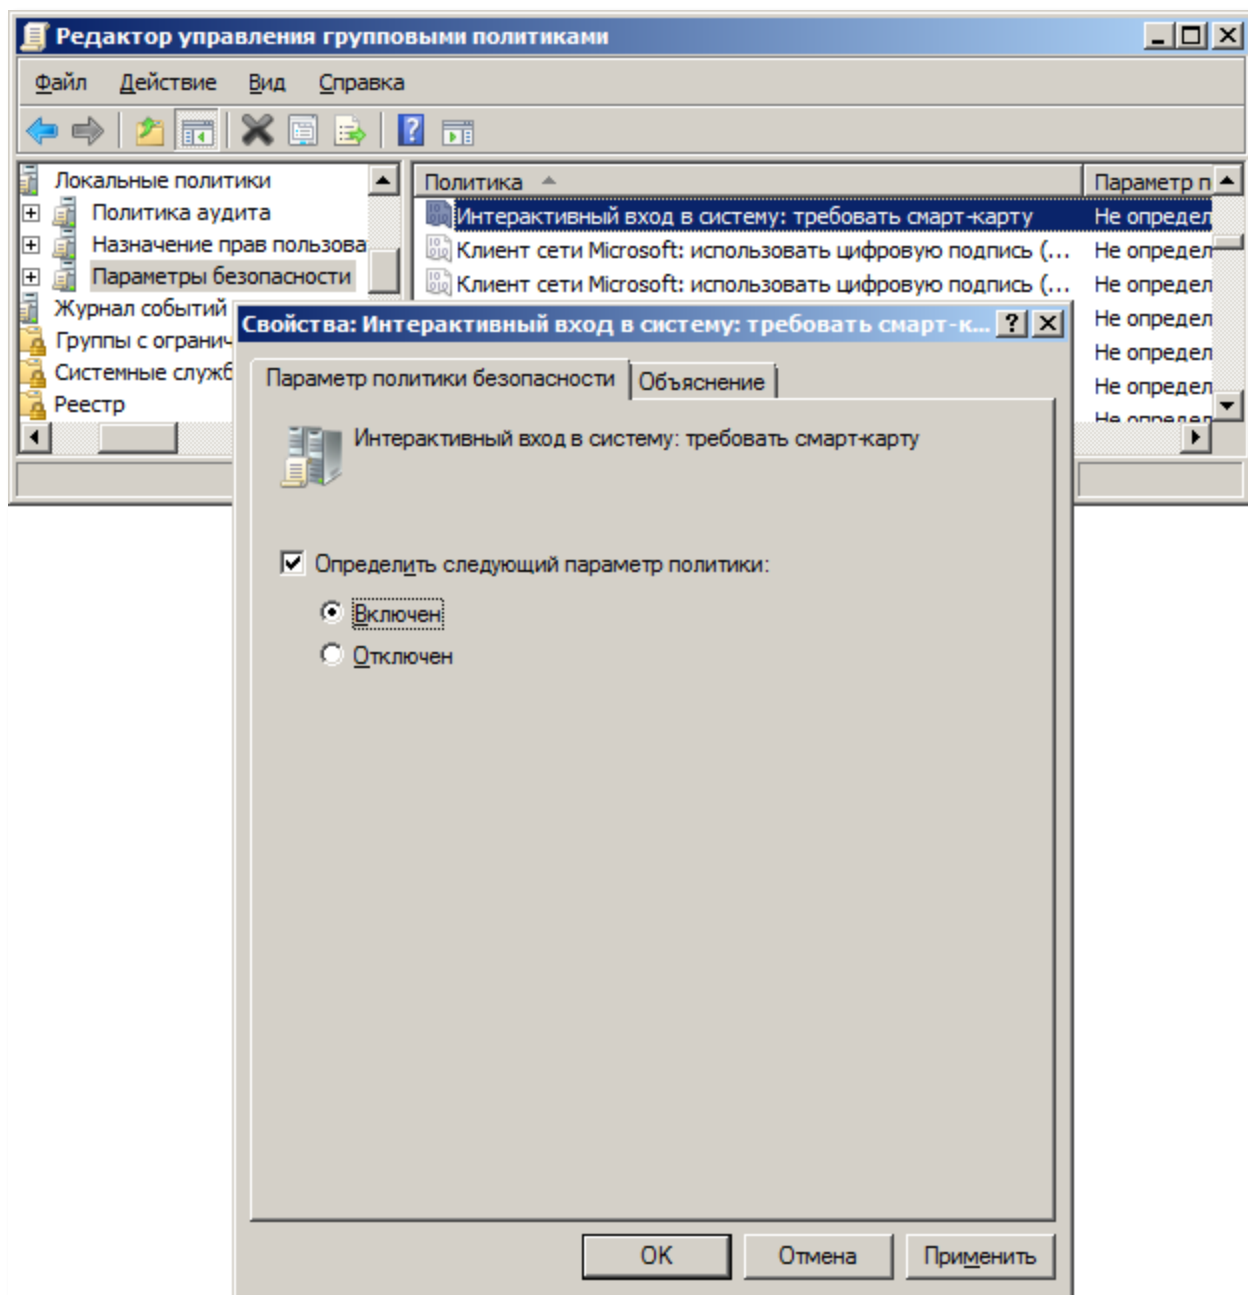 Редактор управления групповыми политиками
Файл Действие Вид Справка
Локальные политики
Политика аудита
Назначение прав пользова
Параметры безопасности
Журнал событий
Группы с огранич
Системные служб
Реестр
Политика Параметр п
Интерактивный вход в систему: требовать смарт-карту Не определ
Клиент сети Microsoft: использовать цифровую подпись (... Не определ
Клиент сети Microsoft: использовать цифровую подпись (... Не определ
Не определ
Не определ
Не определ
Не определ
Свойства: Интерактивный вход в систему: требовать смарт-к...
Параметр политики безопасности Объяснение
Интерактивный вход в систему: требовать смарт-карту
Определить следующий параметр политики:
Включен
Отключен
ОК Отмена Применить